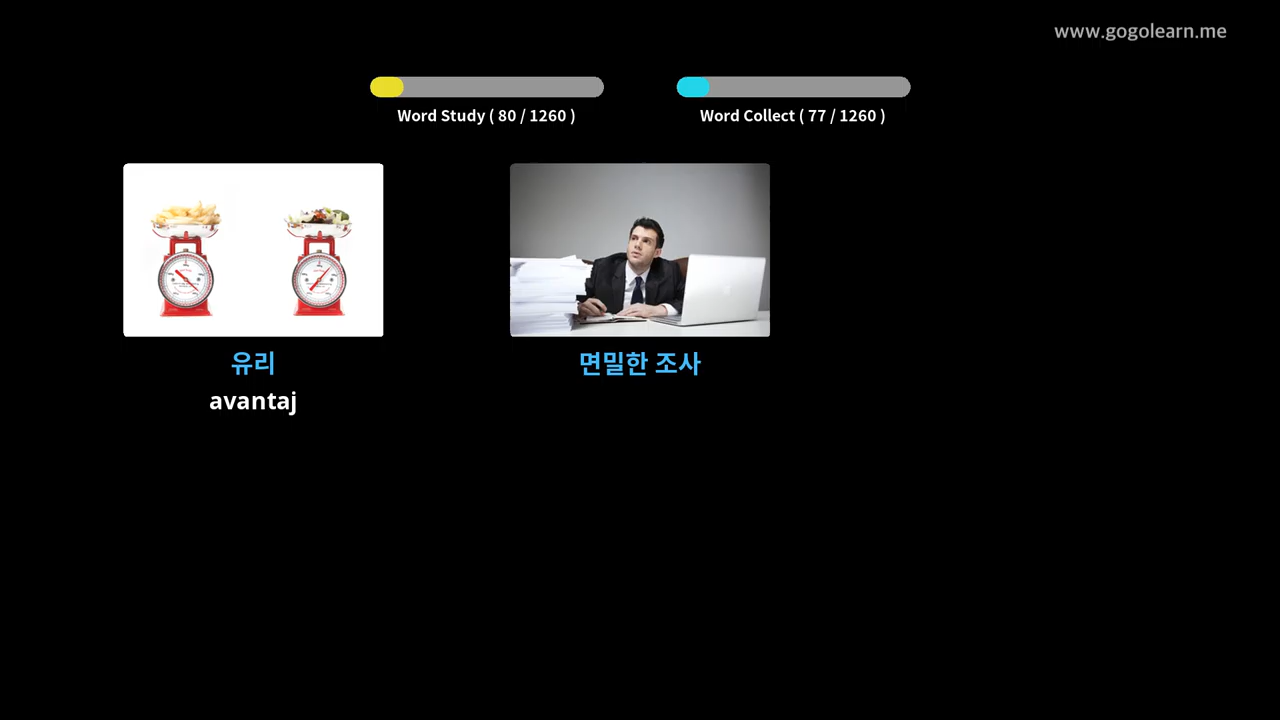 www.gogolearn.me
Word Study ( 80 / 1260 )
Word Collect ( 77 / 1260 )
유리
avantaj
면밀한 조사